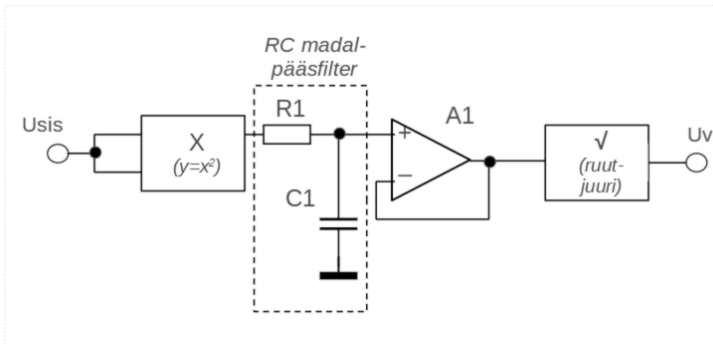 RC madal-
pääsfilter
Usis
X
(y=x²)
R1
C1
+
−
A1
√
(ruut-
juuri)
Uv